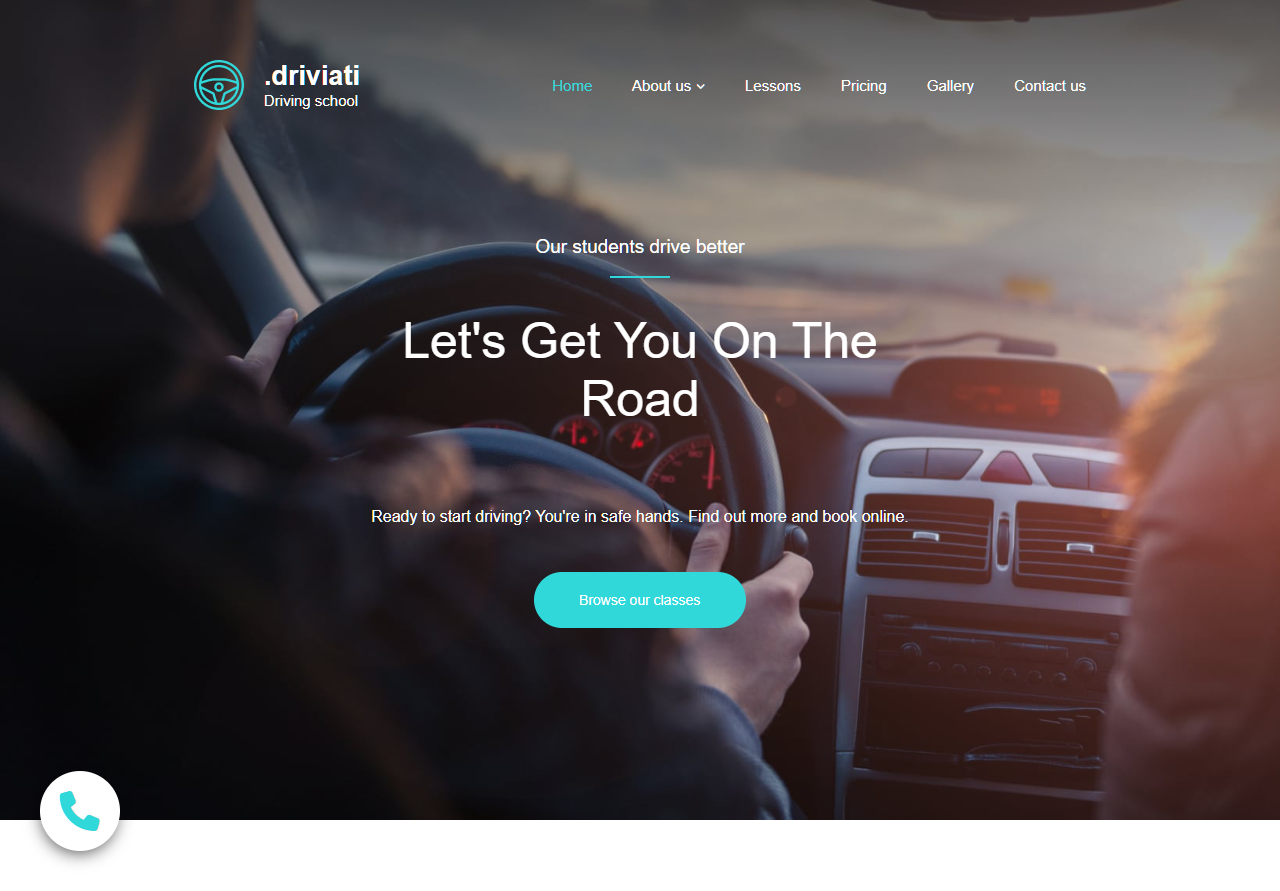 .driviati
Driving school
Home About us Lessons Pricing Gallery Contact us
Our students drive better
Let's Get You On The
Road
Ready to start driving? You're in safe hands. Find out more and book online.
Browse our classes